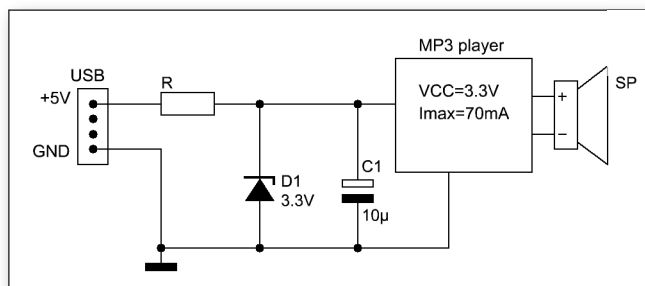 MP3 player
USB
R
+5V
VCC=3.3V
Imax=70mA
SP
+
−
GND
C1
D1
3.3V
10µ